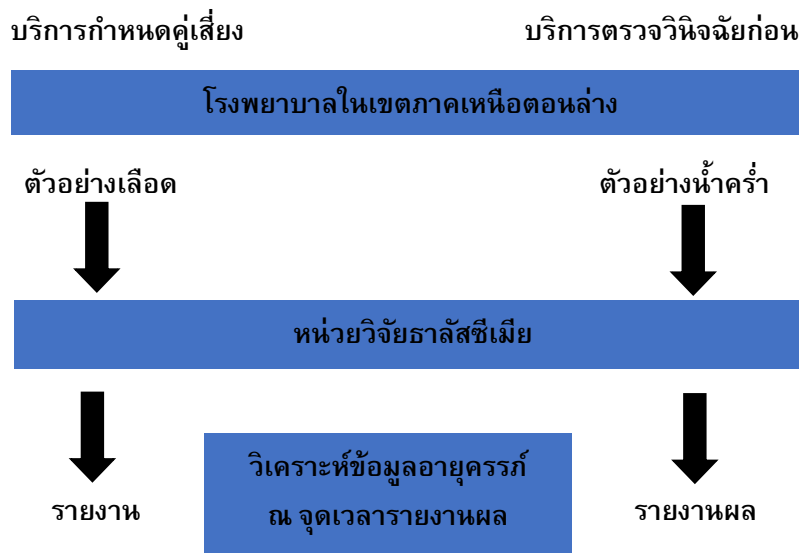 บริการกำหนดคู่เสี่ยง บริการตรวจวินิจฉัยก่อน
โรงพยาบาลในเขตภาคเหนือตอนล่าง
ตัวอย่างเลือด ตัวอย่างน้ำคร่ำ
หน่วยวิจัยธาลัสซีเมีย
วิเคราะห์ข้อมูลอายุครรภ์
รายงาน ณ จุดเวลารายงานผล รายงานผล